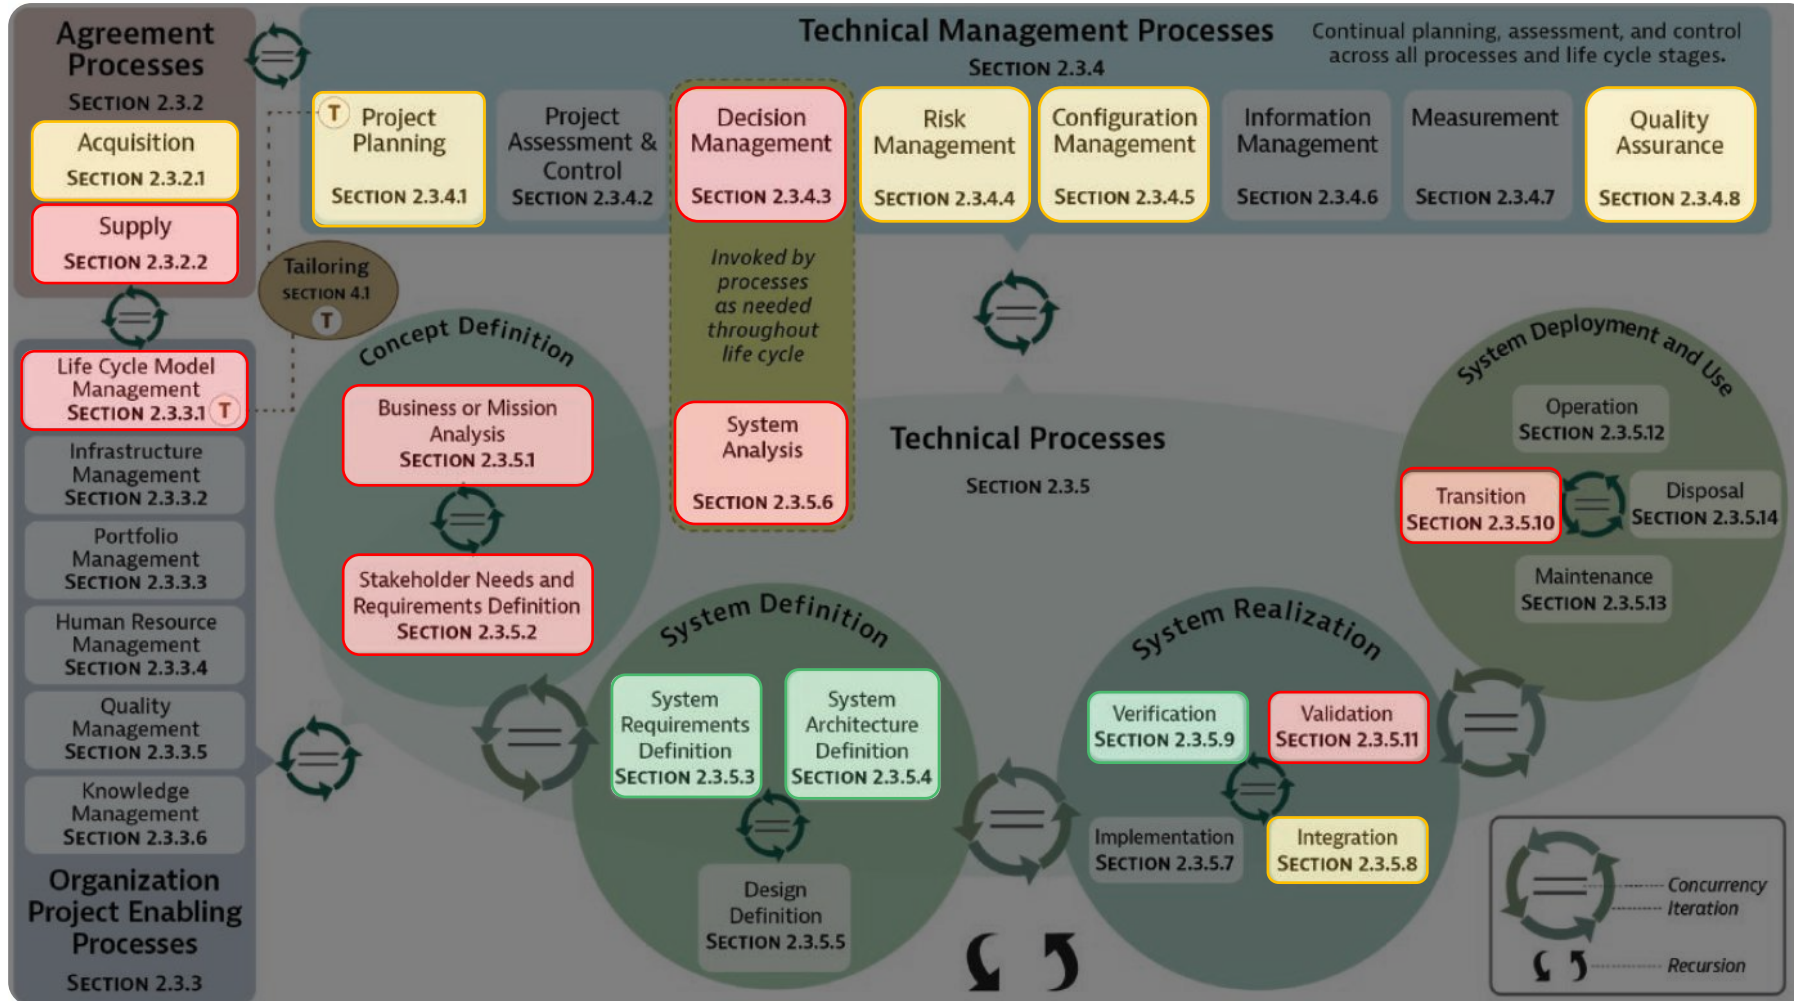 Agreement
Processes
SECTION 2.3.2
Acquisition
SECTION 2.3.2.1
Supply
SECTION 2.3.2.2
Technical Management Processes
SECTION 2.3.4
Continual planning, assessment, and control
across all processes and life cycle stages.
T
Project
Planning
SECTION 2.3.4.1
Project
Assessment &
Control
SECTION 2.3.4.2
Decision
Management
SECTION 2.3.4.3
Risk
Management
SECTION 2.3.4.4
Configuration
Management
SECTION 2.3.4.5
Information
Management
SECTION 2.3.4.6
Measurement
SECTION 2.3.4.7
Quality
Assurance
SECTION 2.3.4.8
Tailoring
SECTION 4.1
T
Invoked by
processes
as needed
throughout
life cycle
System
Analysis
SECTION 2.3.5.6
Life Cycle Model
Management
SECTION 2.3.3.1
T
Infrastructure
Management
SECTION 2.3.3.2
Portfolio
Management
SECTION 2.3.3.3
Human Resource
Management
SECTION 2.3.3.4
Quality
Management
SECTION 2.3.3.5
Knowledge
Management
SECTION 2.3.3.6
Organization
Project Enabling
Processes
SECTION 2.3.3
Concept Definition
Business or Mission
Analysis
SECTION 2.3.5.1
Stakeholder Needs and
Requirements Definition
SECTION 2.3.5.2
Technical Processes
SECTION 2.3.5
System Definition
System
Requirements
Definition
SECTION 2.3.5.3
System
Architecture
Definition
SECTION 2.3.5.4
Design
Definition
SECTION 2.3.5.5
System Realization
Verification
SECTION 2.3.5.9
Validation
SECTION 2.3.5.11
Implementation
SECTION 2.3.5.7
Integration
SECTION 2.3.5.8
System Deployment and Use
Operation
SECTION 2.3.5.12
Transition
SECTION 2.3.5.10
Disposal
SECTION 2.3.5.14
Maintenance
SECTION 2.3.5.13
Concurrency
Iteration
Recursion